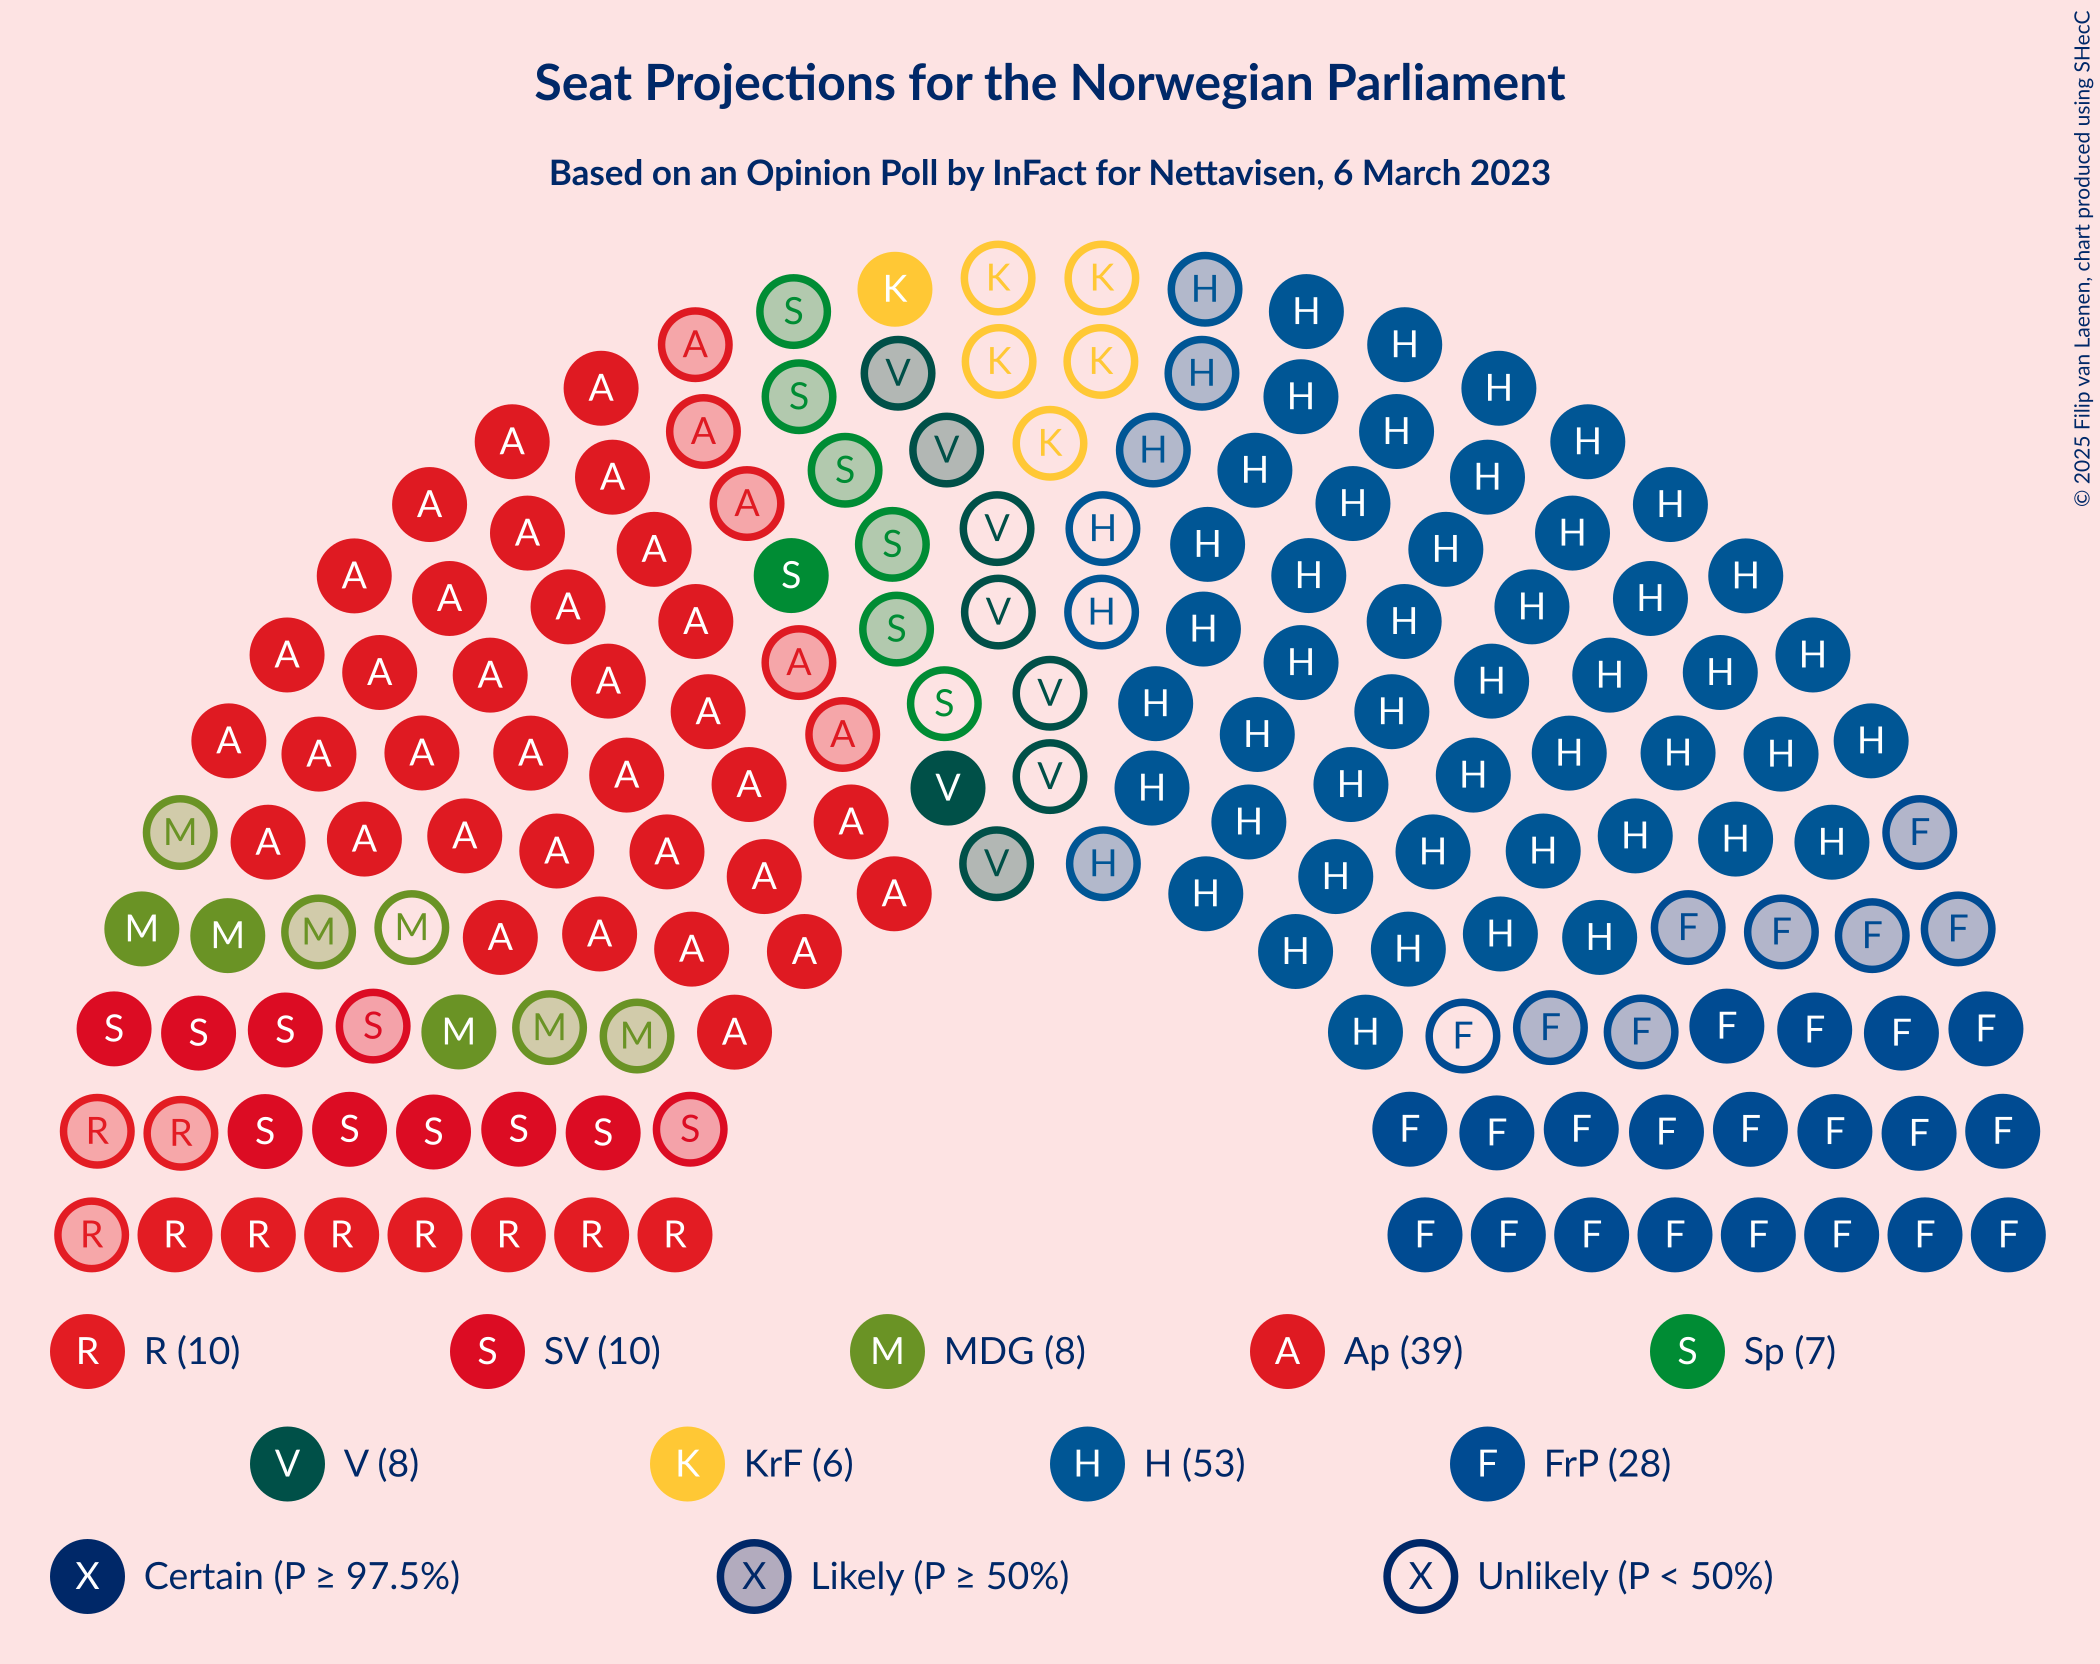 Seat Projections for the Norwegian Parliament
Based on an Opinion Poll by InFact for Nettavisen, 6 March 2023
© 2025 Filip van Laenen, chart produced using SHecC
S K K K H H
A V K K H H
A S H H
A A V K H H H
A S H H
A A H H
A A S V H H H H
A S H H
A A A S V H H H H H
A A A A A H H H H H
A S V H H
A A A A A H H H H H
A A V V H H H
M A A A A A A H H H H H H F
A A V H H H
M M M M A A A A H H H H F F F F
S S S S M M M A H F F F F F F F
R R S S S S S S F F F F F F F F
R R R R R R R R F F F F F F F F
R R (10) S SV (10) M MDG (8) A Ap (39) S Sp (7)
V V (8) K KrF (6) H H (53) F FrP (28)
X Certain (P ≥ 97.5%) X Likely (P ≥ 50%) X Unlikely (P < 50%)